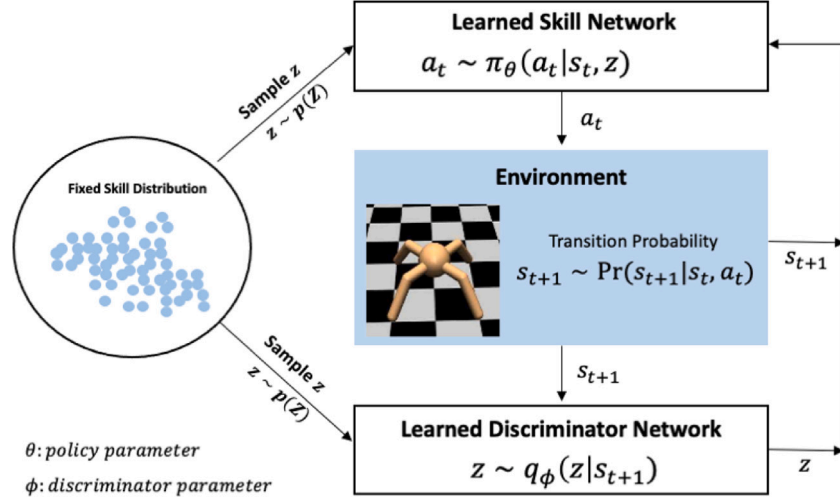 Learned Skill Network
a_t ~ π_θ(a_t|s_t, z)
Sample z
z ~ p(Z)
a_t
Fixed Skill Distribution
Environment
Transition Probability
s_{t+1} ~ Pr(s_{t+1}|s_t, a_t)
s_{t+1}
s_{t+1}
Sample z
z ~ p(Z)
Learned Discriminator Network
z ~ q_ϕ(z|s_{t+1})
z
θ: policy parameter
ϕ: discriminator parameter